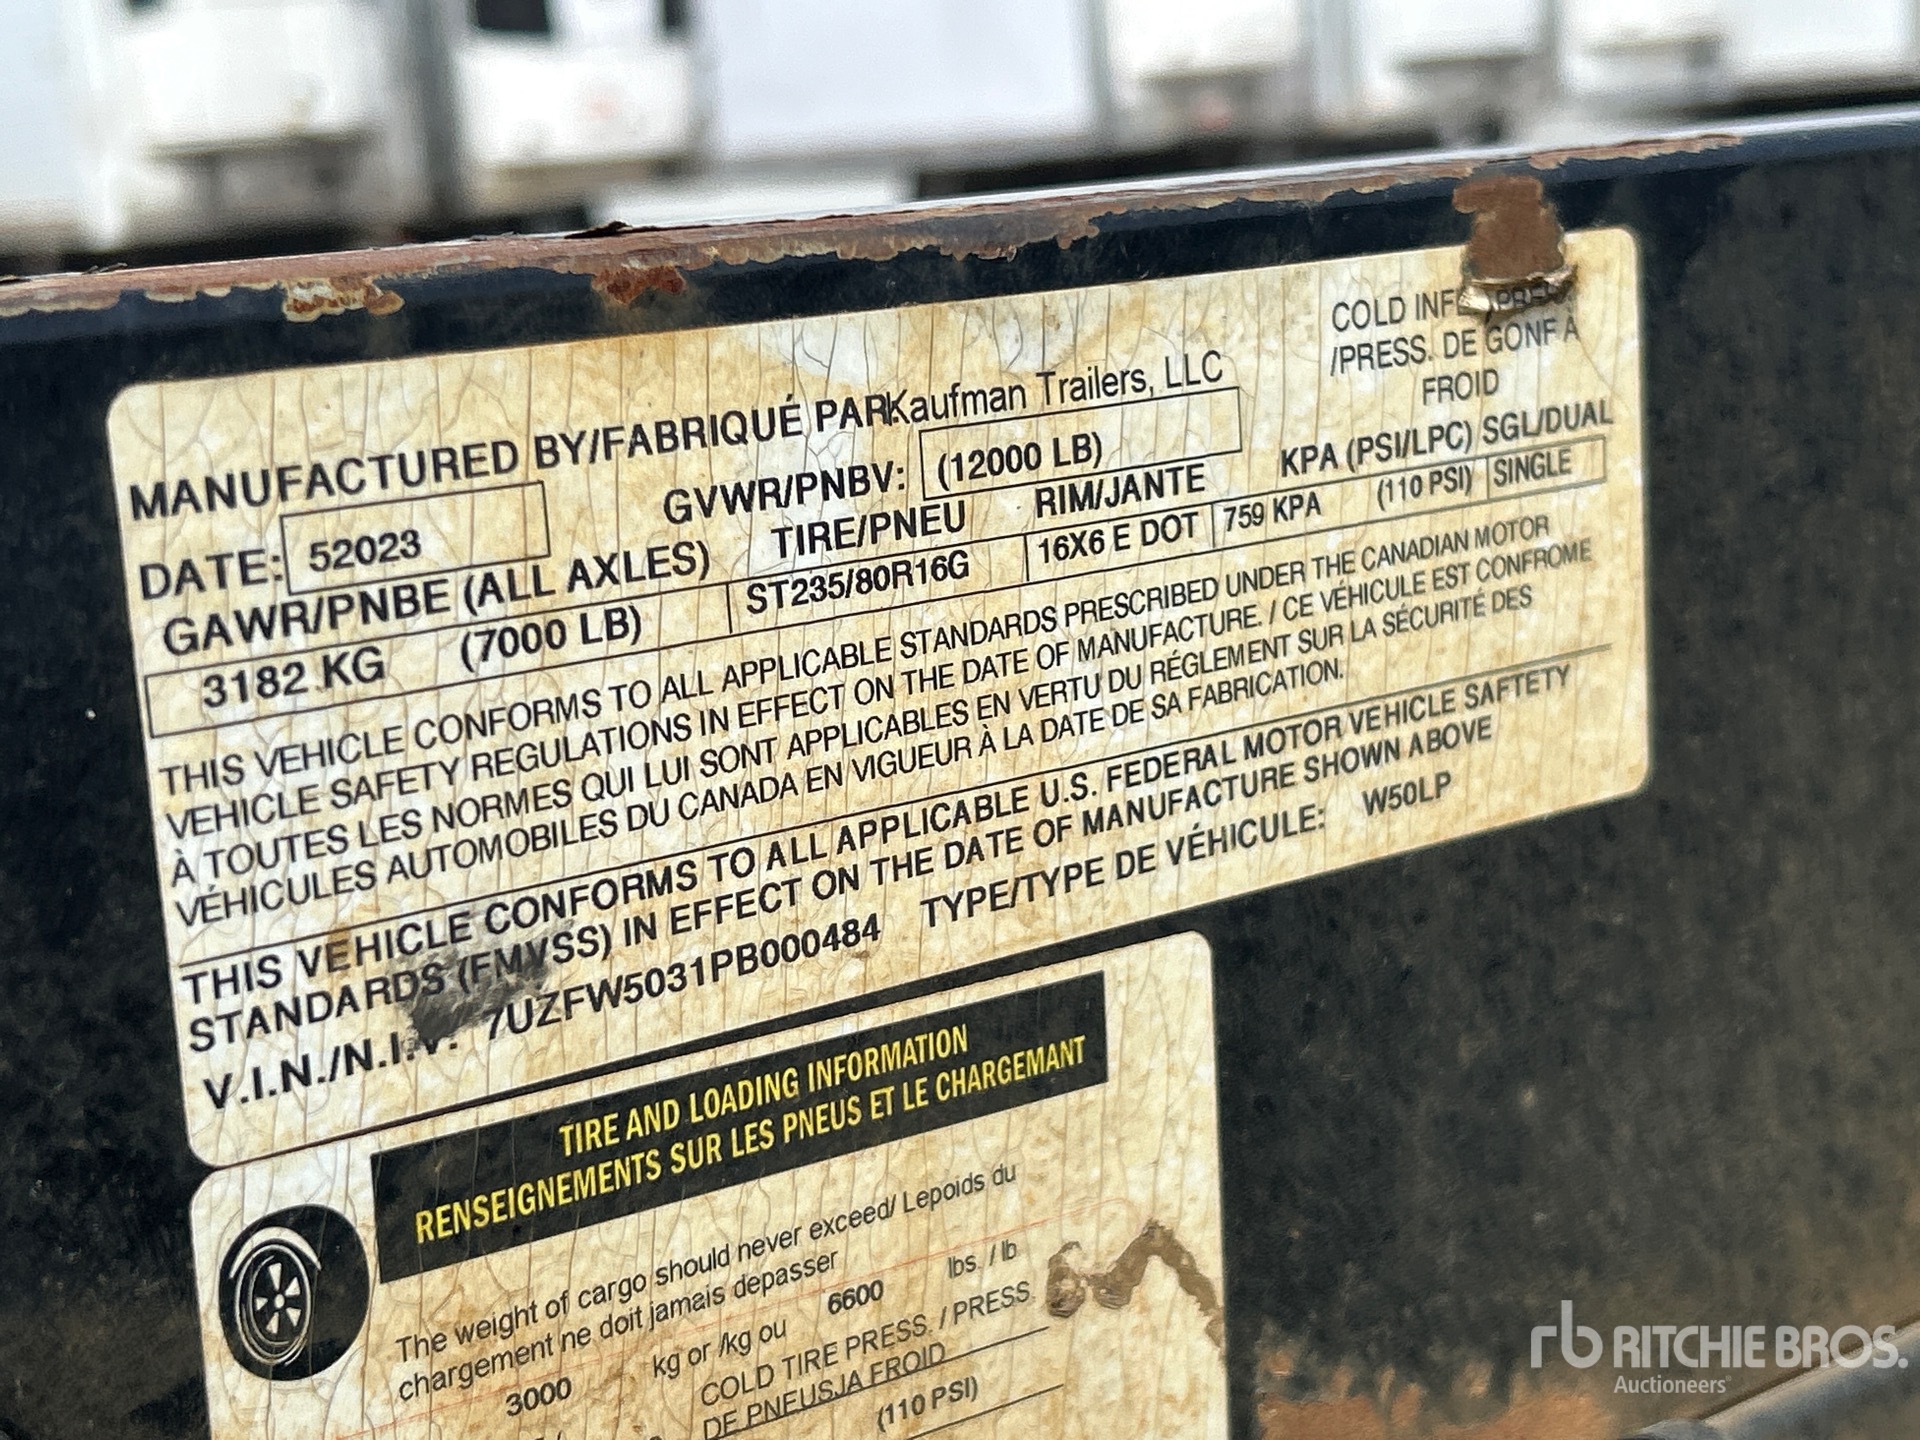 COLD INFL. PRESS.
/PRESS. DE GONF À
FROID
MANUFACTURED BY/FABRIQUÉ PAR Kaufman Trailers, LLC
DATE: 52023 GVWR/PNBV: (12000 LB) KPA (PSI/LPC) SGL/DUAL
GAWR/PNBE (ALL AXLES) TIRE/PNEU RIM/JANTE
3182 KG (7000 LB) ST235/80R16G 16X6 E DOT 759 KPA (110 PSI) SINGLE
THIS VEHICLE CONFORMS TO ALL APPLICABLE STANDARDS PRESCRIBED UNDER THE CANADIAN MOTOR
VEHICLE SAFETY REGULATIONS IN EFFECT ON THE DATE OF MANUFACTURE. / CE VÉHICULE EST CONFROME
À TOUTES LES NORMES QUI LUI SONT APPLICABLES EN VERTU DU RÉGLEMENT SUR LA SÉCURITÉ DES
VÉHICULES AUTOMOBILES DU CANADA EN VIGUEUR À LA DATE DE SA FABRICATION.
THIS VEHICLE CONFORMS TO ALL APPLICABLE U.S. FEDERAL MOTOR VEHICLE SAFTETY
STANDARDS (FMVSS) IN EFFECT ON THE DATE OF MANUFACTURE SHOWN ABOVE
V.I.N./N.I.V. 7UZFW5031PB000484 TYPE/TYPE DE VÉHICULE: W50LP
TIRE AND LOADING INFORMATION
RENSEIGNEMENTS SUR LES PNEUS ET LE CHARGEMANT
The weight of cargo should never exceed/ Lepoids du
chargement ne doit jamais depasser
3000 kg or /kg ou 6600 lbs. / lb
COLD TIRE PRESS. / PRESS.
DE PNEUSJA FROID
(110 PSI)
rb RITCHIE BROS.
Auctioneers